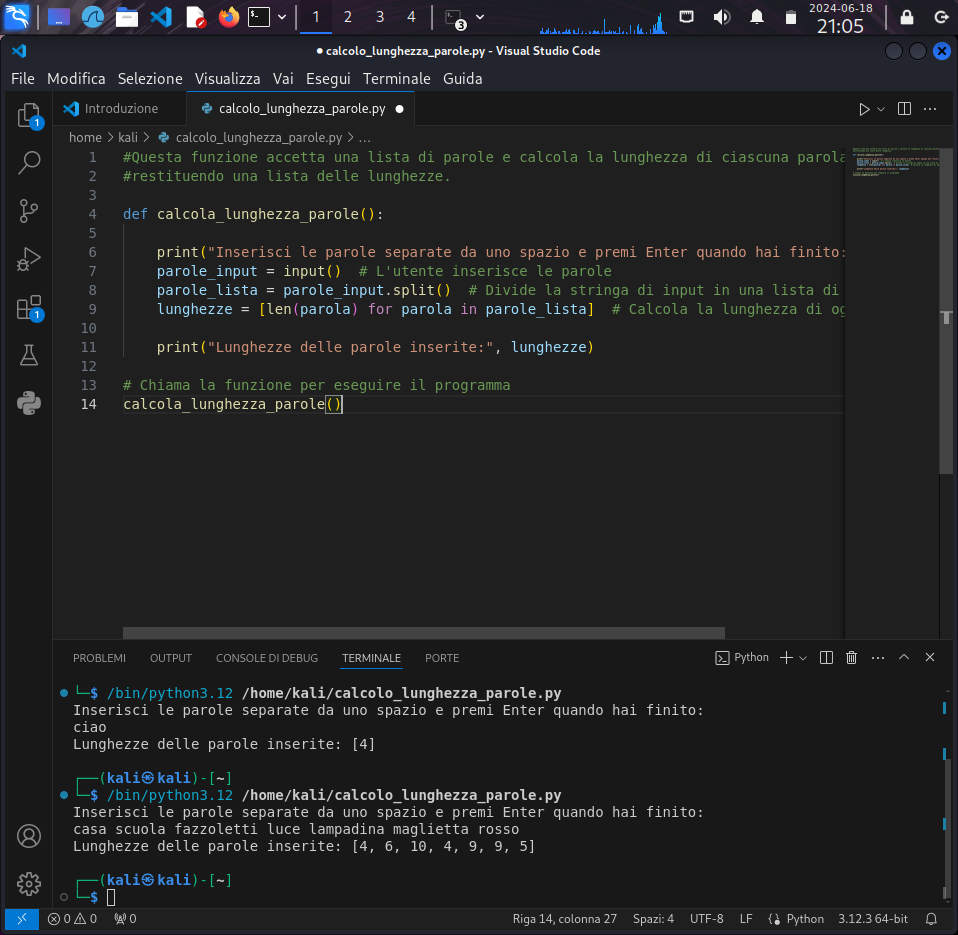 1 2 3 4 3 2024-06-18
21:05
calcolo_lunghezza_parole.py - Visual Studio Code
File Modifica Selezione Visualizza Vai Esegui Terminale Guida
Introduzione calcolo_lunghezza_parole.py
home > kali > calcolo_lunghezza_parole.py > ...
1 #Questa funzione accetta una lista di parole e calcola la lunghezza di ciascuna parola
2 #restituendo una lista delle lunghezze.
3
4 def calcola_lunghezza_parole():
5
6 print("Inserisci le parole separate da uno spazio e premi Enter quando hai finito:
7 parole_input = input() # L'utente inserisce le parole
8 parole_lista = parole_input.split() # Divide la stringa di input in una lista di
9 lunghezze = [len(parola) for parola in parole_lista] # Calcola la lunghezza di og
10
11 print("Lunghezze delle parole inserite:", lunghezze)
12
13 # Chiama la funzione per eseguire il programma
14 calcola_lunghezza_parole()
PROBLEMI OUTPUT CONSOLE DI DEBUG TERMINALE PORTE Python
└─$ /bin/python3.12 /home/kali/calcolo_lunghezza_parole.py
Inserisci le parole separate da uno spazio e premi Enter quando hai finito:
ciao
Lunghezze delle parole inserite: [4]
┌──(kali㉿kali)-[~]
└─$ /bin/python3.12 /home/kali/calcolo_lunghezza_parole.py
Inserisci le parole separate da uno spazio e premi Enter quando hai finito:
casa scuola fazzoletti luce lampadina maglietta rosso
Lunghezze delle parole inserite: [4, 6, 10, 4, 9, 9, 5]
┌──(kali㉿kali)-[~]
└─$
0 0 0 Riga 14, colonna 27 Spazi: 4 UTF-8 LF Python 3.12.3 64-bit